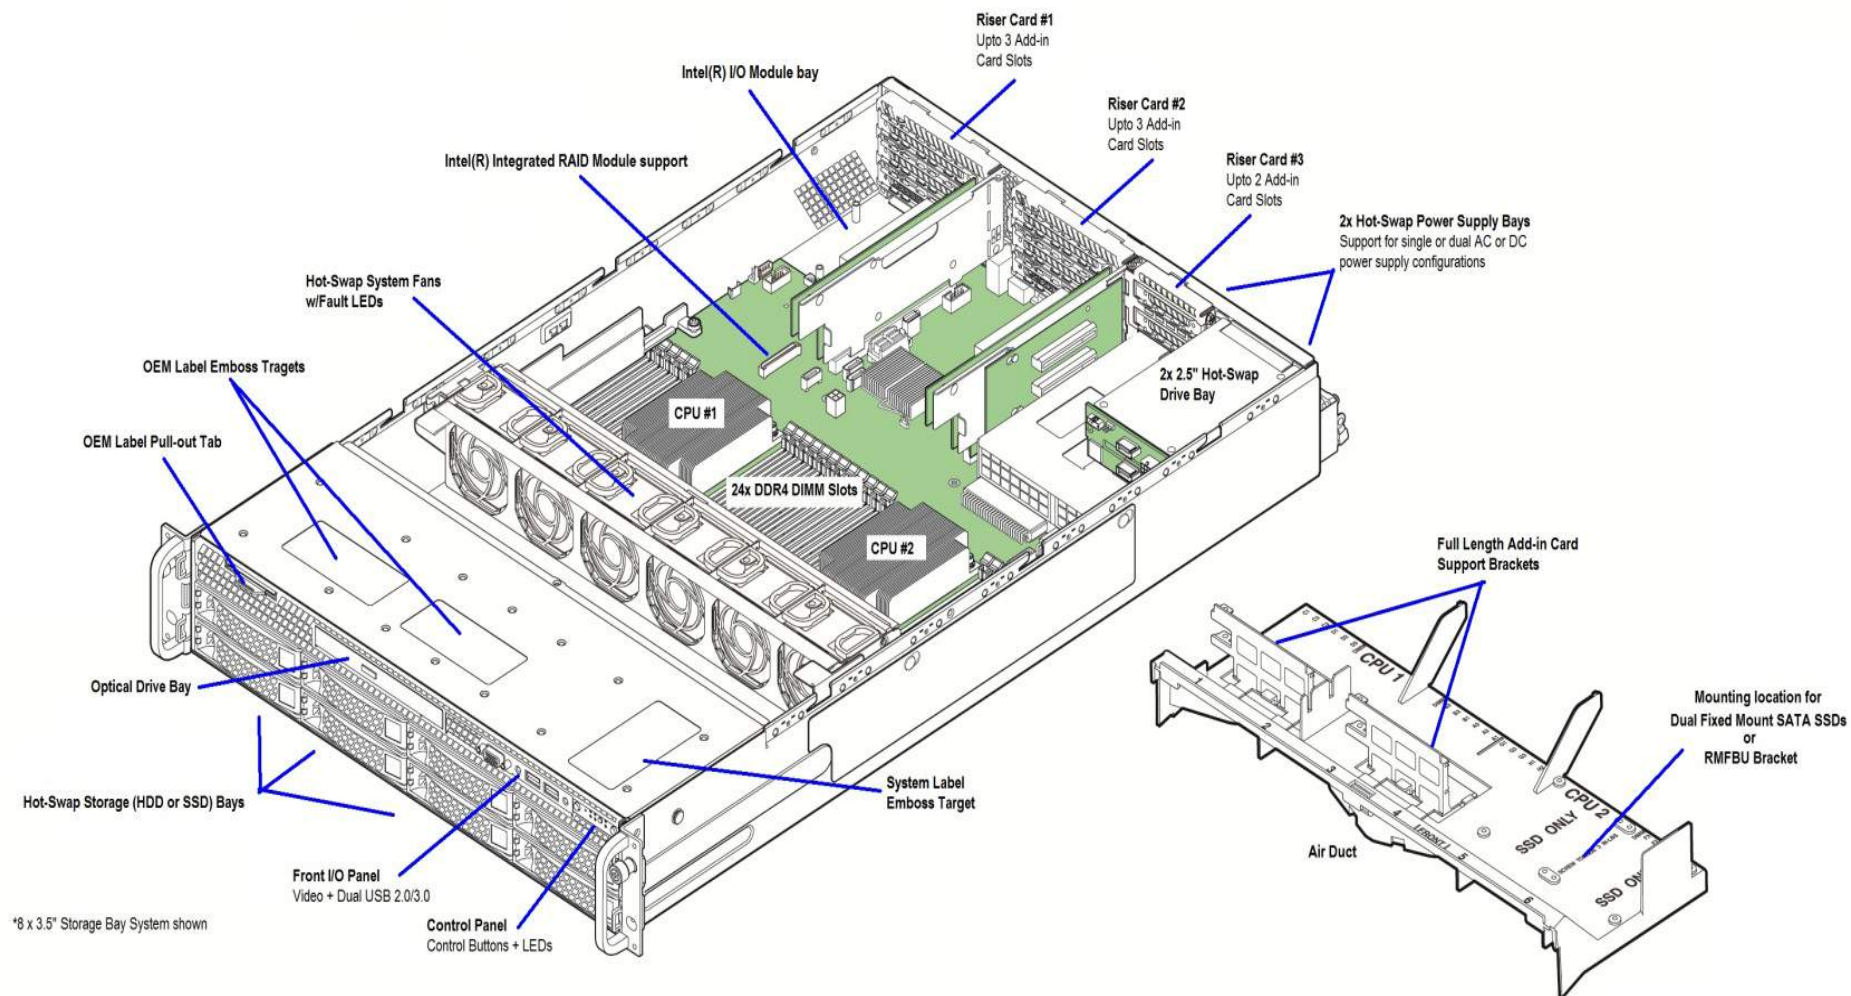 Riser Card #1
Upto 3 Add-in
Card Slots
Intel(R) I/O Module bay
Riser Card #2
Upto 3 Add-in
Card Slots
Intel(R) Integrated RAID Module support
Riser Card #3
Upto 2 Add-in
Card Slots
2x Hot-Swap Power Supply Bays
Support for single or dual AC or DC
power supply configurations
Hot-Swap System Fans
w/Fault LEDs
OEM Label Emboss Tragets
2x 2.5" Hot-Swap
Drive Bay
CPU #1
OEM Label Pull-out Tab
24x DDR4 DIMM Slots
CPU #2
Full Length Add-in Card
Support Brackets
Optical Drive Bay
CPU 1
1
2
3
4
FRONT
5
6
CPU 2
SSD ONLY
SSD
Mounting location for
Dual Fixed Mount SATA SSDs
or
RMFBU Bracket
Hot-Swap Storage (HDD or SSD) Bays
System Label
Emboss Target
Air Duct
Front I/O Panel
Video + Dual USB 2.0/3.0
Control Panel
Control Buttons + LEDs
*8 x 3.5" Storage Bay System shown